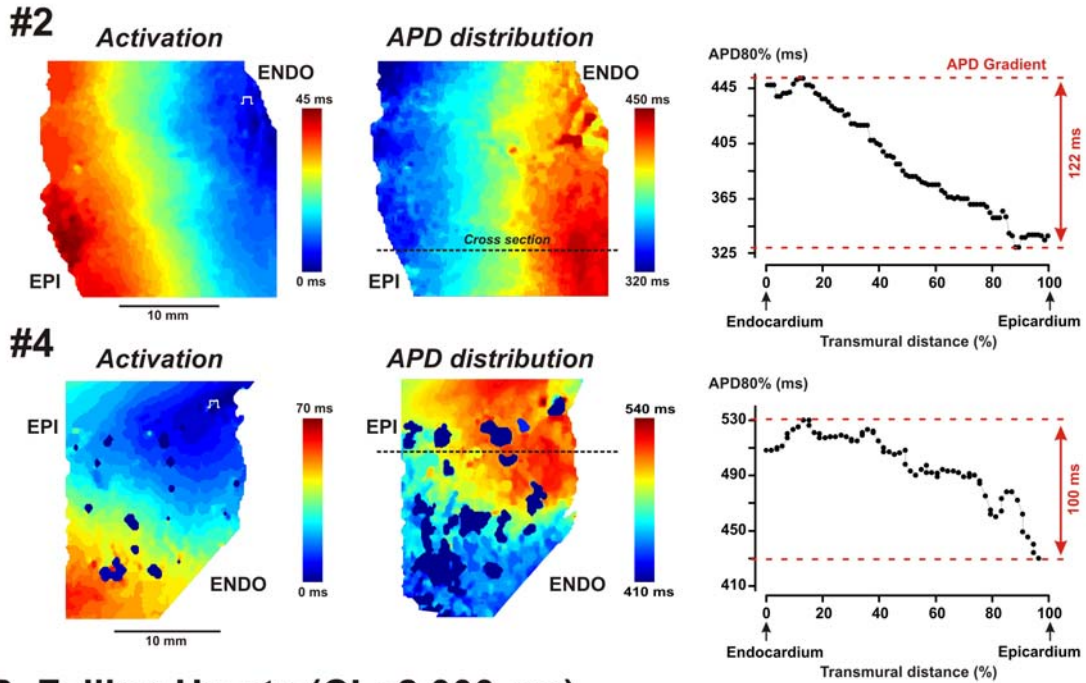 #2
Activation
APD distribution
ENDO
45 ms
0 ms
EPI
10 mm
ENDO
450 ms
320 ms
Cross section
EPI
APD80% (ms)
APD Gradient
445
405
365
325
122 ms
0 20 40 60 80 100
Endocardium
Epicardium
Transmural distance (%)
#4
Activation
APD distribution
EPI
70 ms
0 ms
ENDO
10 mm
EPI
540 ms
410 ms
ENDO
APD80% (ms)
530
490
450
410
100 ms
0 20 40 60 80 100
Endocardium
Epicardium
Transmural distance (%)